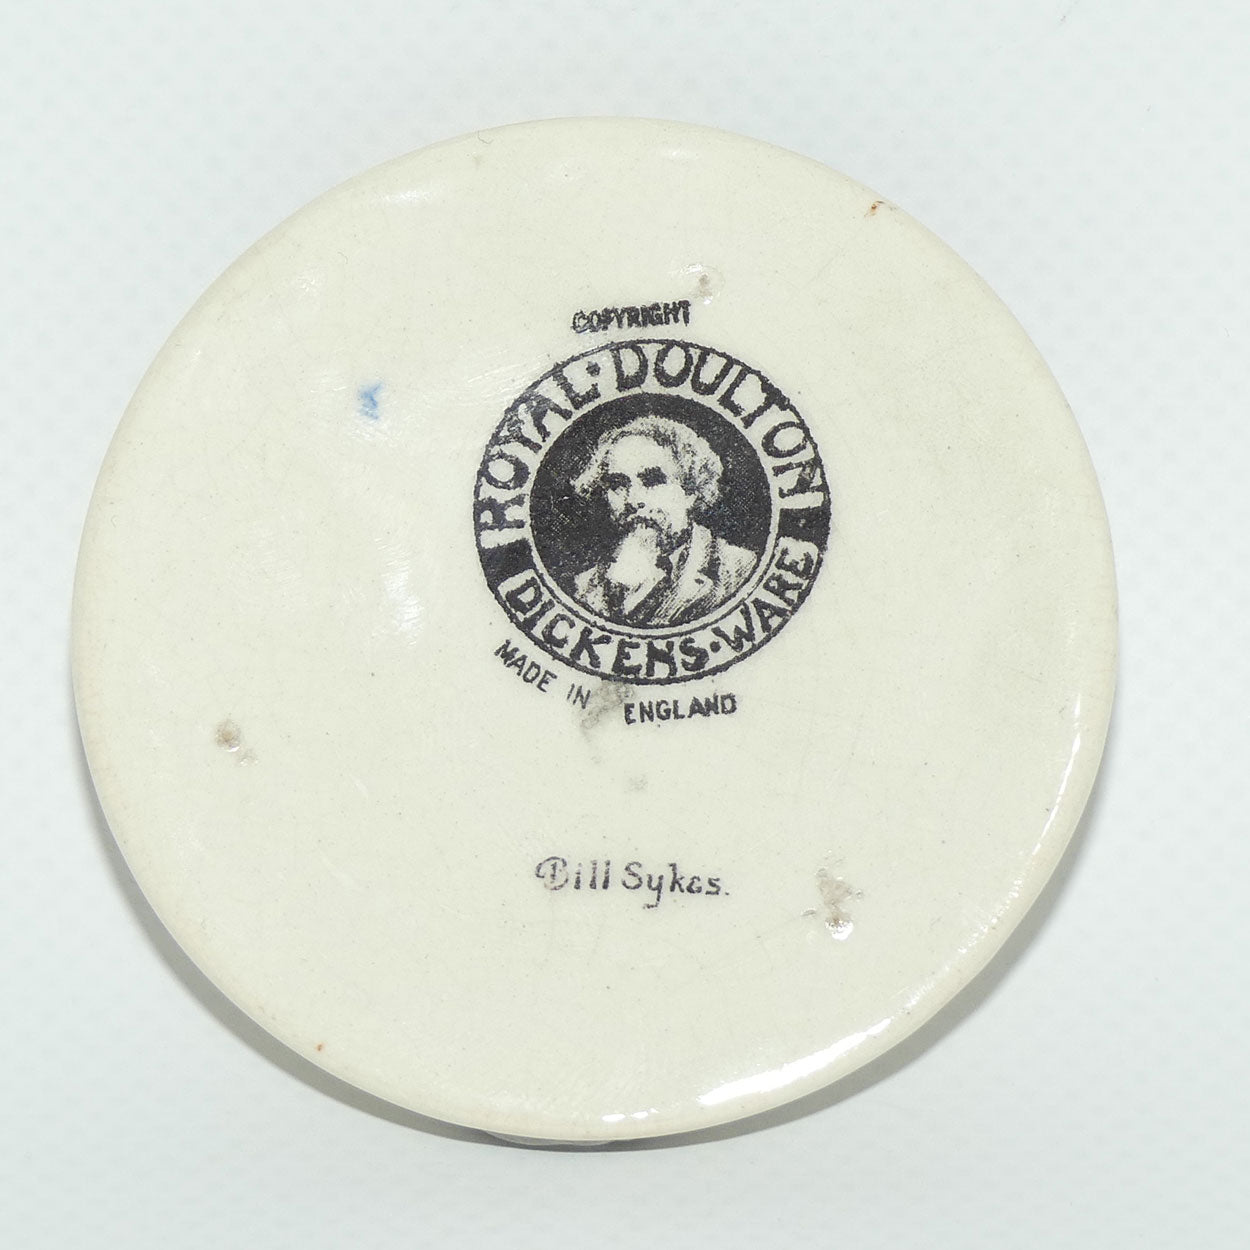 COPYRIGHT
ROYAL · DOULTON
DICKENS · WARE
MADE IN ENGLAND
Bill Sykes.